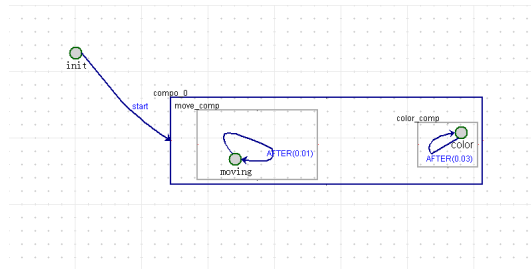 init
start
compo_0
move_comp
AFTER(0.01)
moving
color_comp
color
AFTER(0.03)